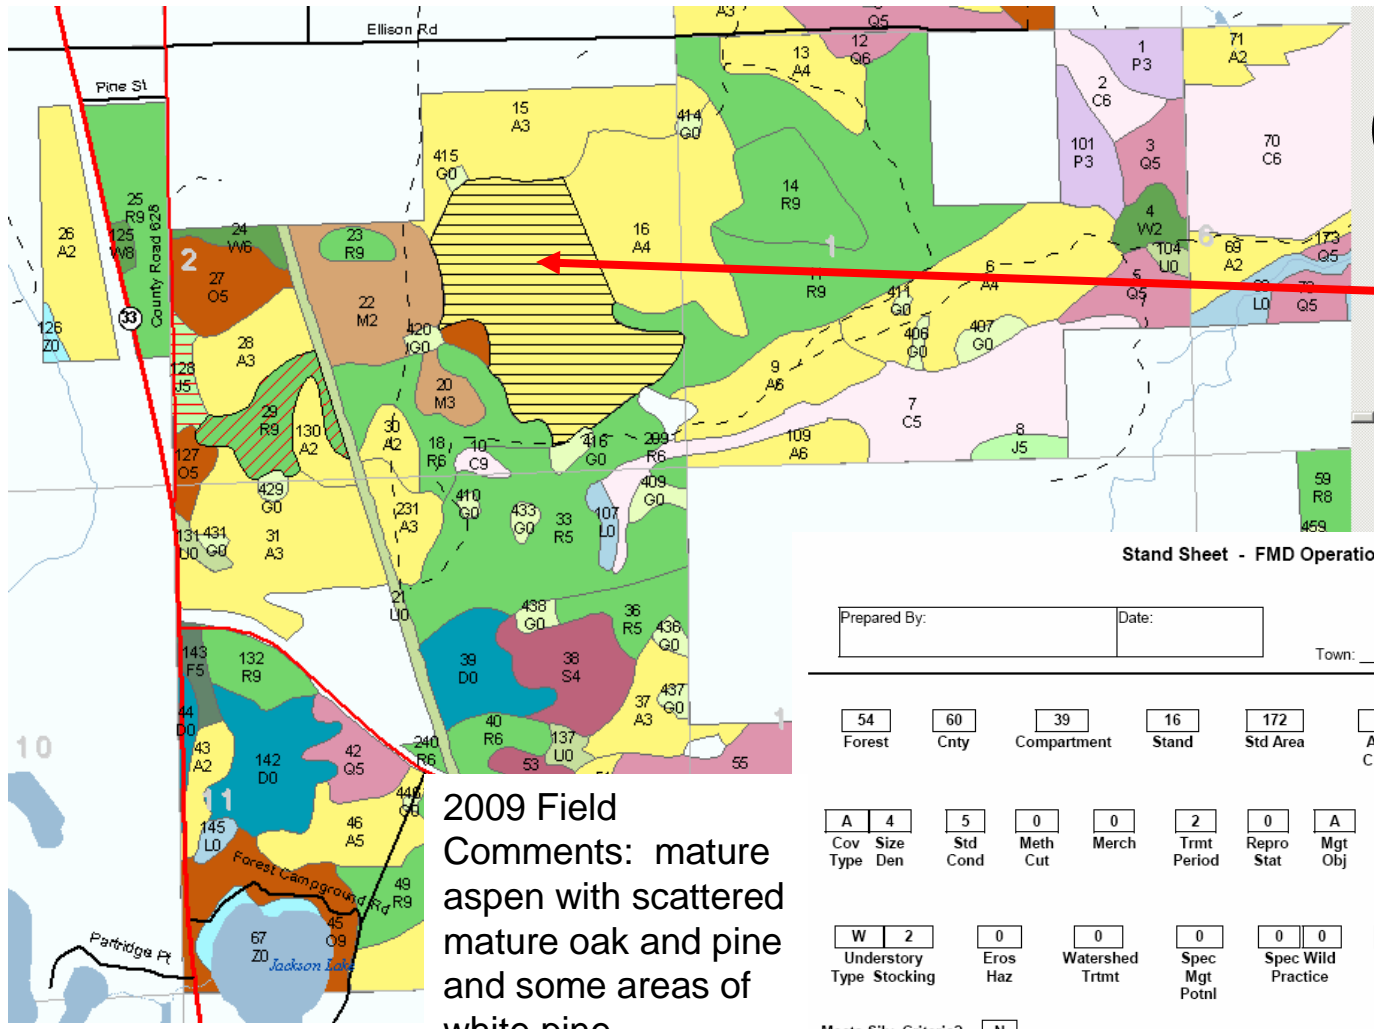 Ellison Rd
Pine St
County Road 628
33
A3
Q5
12
Q6
13
A4
1
P3
71
A2
2
C6
15
A3
414
G0
101
P3
3
Q5
70
C6
415
G0
14
R9
25
R9
125
W8
26
A2
24
W6
23
R9
16
A4
1
4
W2
6
104
U0
69
A2
173
Q5
2
27
O5
22
M2
R9
6
A4
5
Q5
L0
Q5
411
G0
126
Z0
28
A3
128
J5
420
G0
406
G0
407
G0
20
M3
9
A6
7
C5
29
R9
130
A2
30
A2
18
R6
10
C9
416
G0
299
R6
109
A6
8
J5
127
O5
429
G0
410
G0
409
G0
59
R8
459
131
U0
431
G0
31
A3
231
A3
433
G0
33
R5
107
L0
21
U0
438
G0
36
R5
436
G0
143
F5
132
R9
39
D0
38
S4
37
A3
437
G0
44
D0
43
A2
142
D0
42
Q5
240
R6
40
R6
137
U0
53
55
1
10
11
145
L0
46
A5
448
G0
Forest Campground Rd
49
R9
45
O9
67
Z0
Jackson Lake
Partridge Pt
2009 Field
Comments: mature
aspen with scattered
mature oak and pine
and some areas of
white pine
Stand Sheet - FMD Operatio
Prepared By: Date:
Town:
54 60 39 16 172
Forest Cnty Compartment Stand Std Area
A 4 5 0 0 2 0 A
Cov Size Std Meth Merch Trmt Repro Mgt
Type Den Cond Cut Period Stat Obj
W 2 0 0 0 0 0
Understory Eros Watershed Spec Spec Wild
Type Stocking Haz Trtmt Mgt Practice
Potnl
N